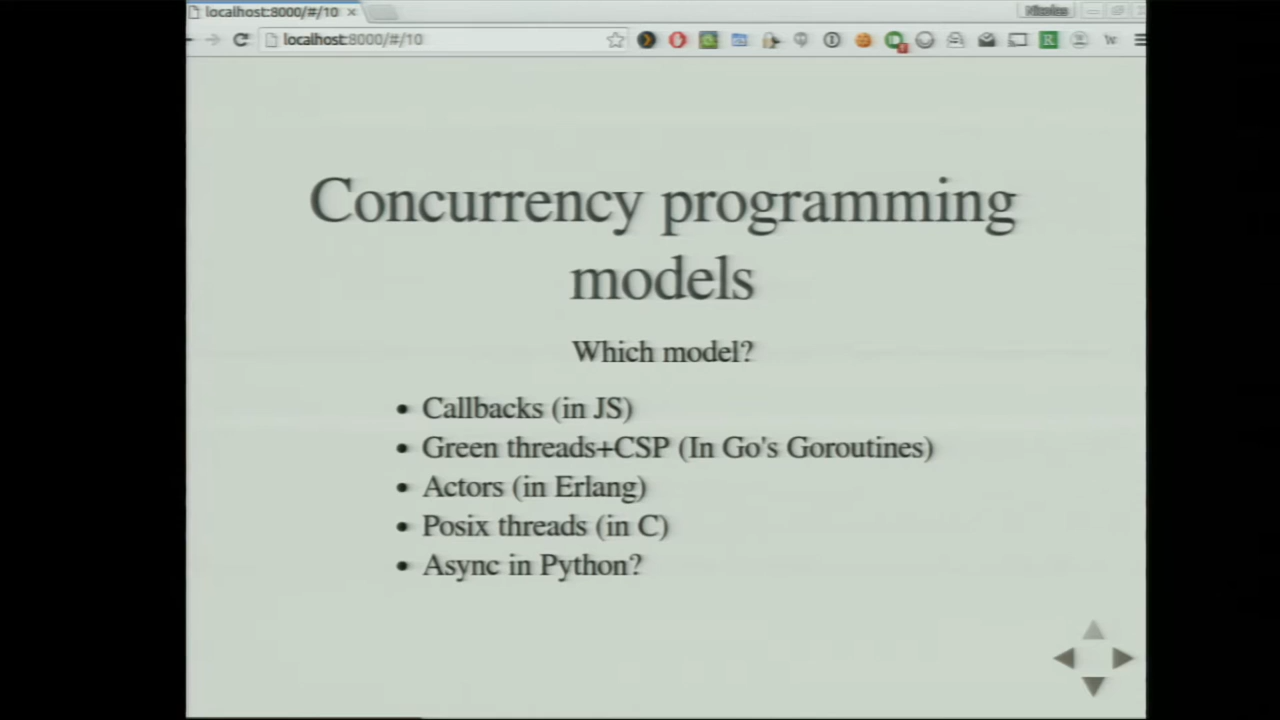 localhost:8000/#/10
Nicolas
localhost:8000/#/10
Concurrency programming
models
Which model?
• Callbacks (in JS)
• Green threads+CSP (In Go's Goroutines)
• Actors (in Erlang)
• Posix threads (in C)
• Async in Python?